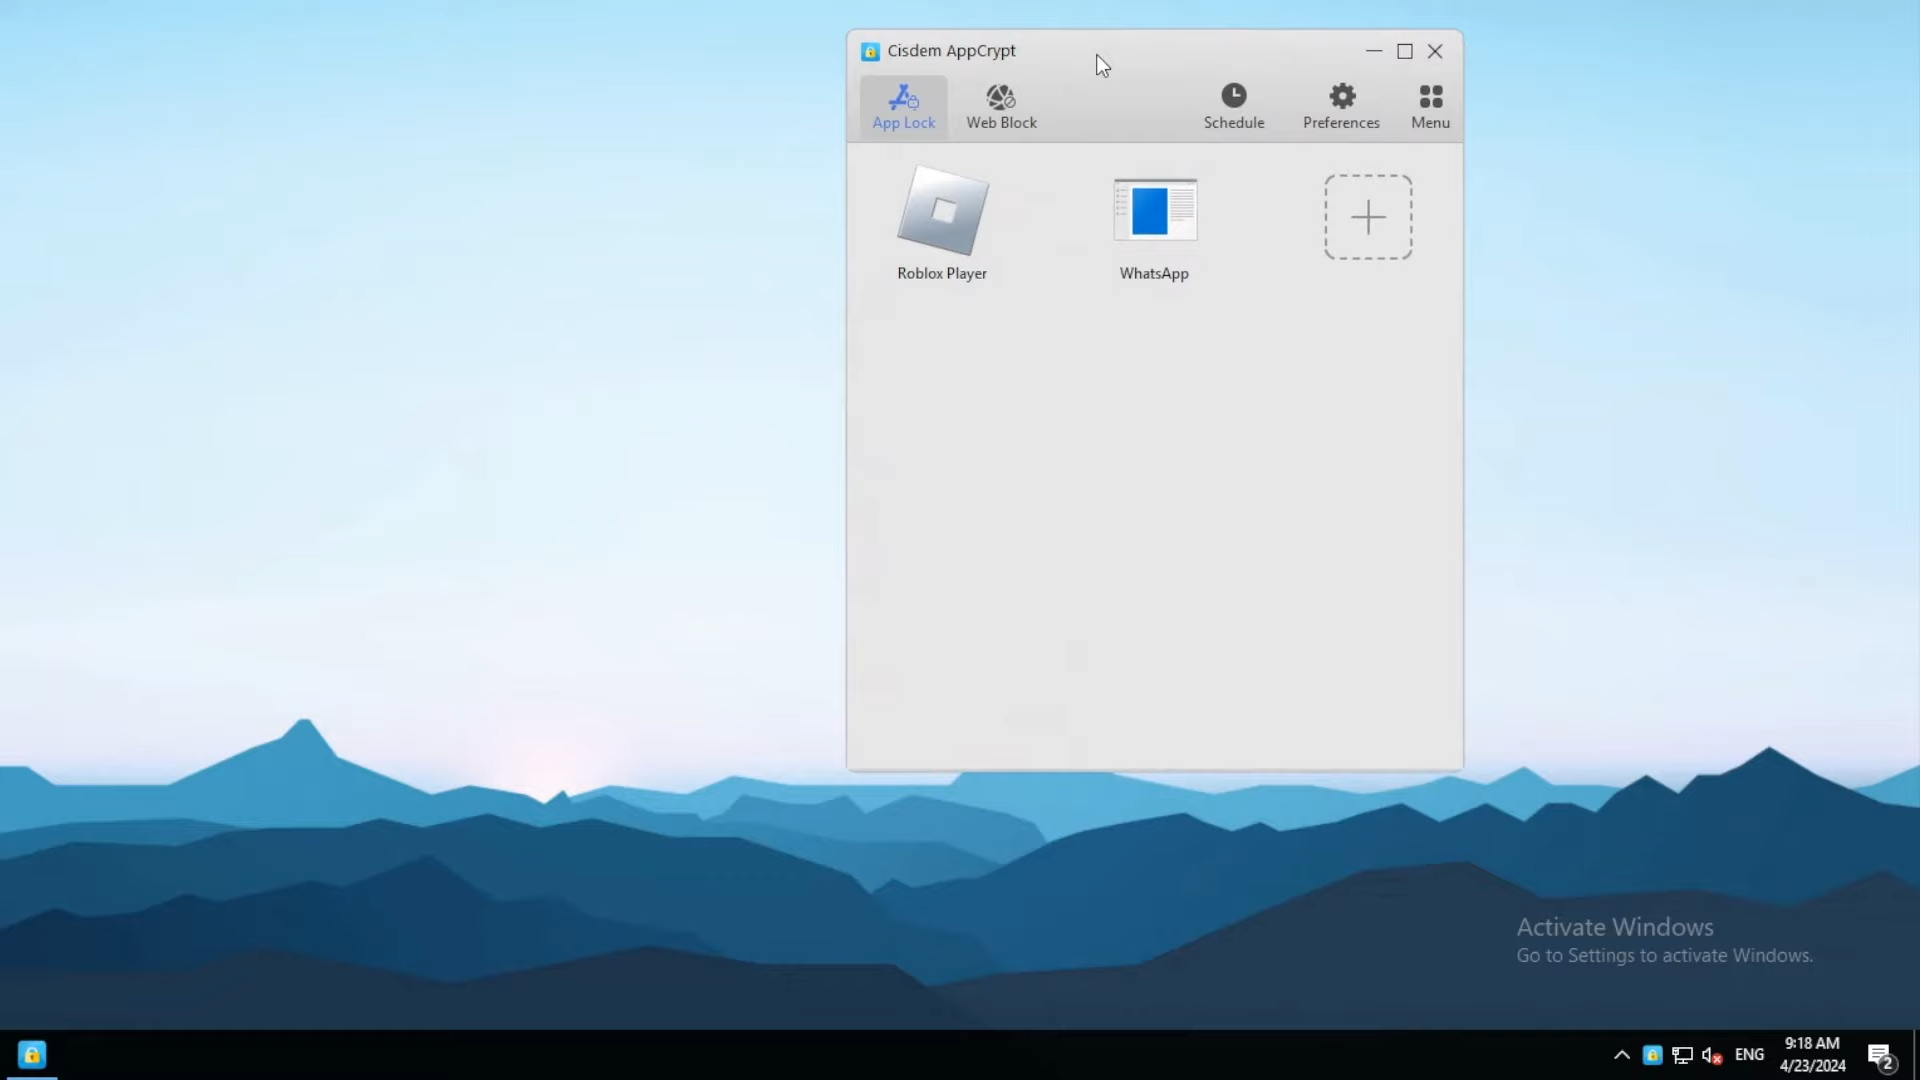 Cisdem AppCrypt
App Lock
Web Block
Schedule
Preferences
Menu
Roblox Player
WhatsApp
Activate Windows
Go to Settings to activate Windows.
ENG
9:18 AM
4/23/2024
2